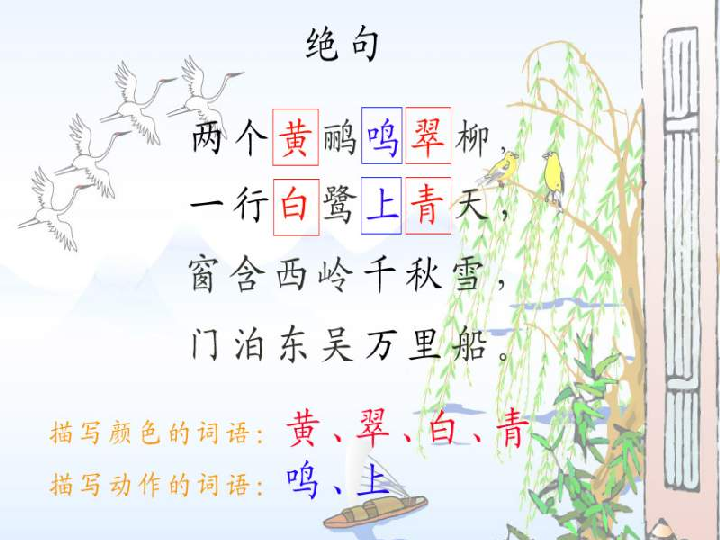 绝句
两个黄鹂鸣翠柳，
一行白鹭上青天，
窗含西岭千秋雪，
门泊东吴万里船。
描写颜色的词语：黄、翠、白、青
描写动作的词语：鸣、上